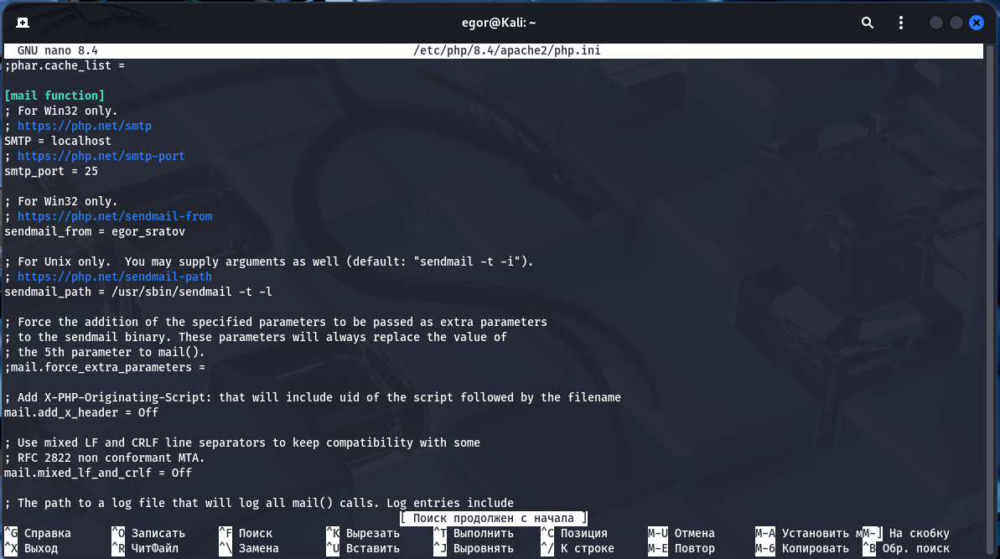 egor@Kali: ~
GNU nano 8.4 /etc/php/8.4/apache2/php.ini
;phar.cache_list =
[mail function]
; For Win32 only.
; https://php.net/smtp
SMTP = localhost
; https://php.net/smtp-port
smtp_port = 25
; For Win32 only.
; https://php.net/sendmail-from
sendmail_from = egor_sratov
; For Unix only.  You may supply arguments as well (default: "sendmail -t -i").
; https://php.net/sendmail-path
sendmail_path = /usr/sbin/sendmail -t -l
; Force the addition of the specified parameters to be passed as extra parameters
; to the sendmail binary. These parameters will always replace the value of
; the 5th parameter to mail().
;mail.force_extra_parameters =
; Add X-PHP-Originating-Script: that will include uid of the script followed by the filename
mail.add_x_header = Off
; Use mixed LF and CRLF line separators to keep compatibility with some
; RFC 2822 non conformant MTA.
mail.mixed_lf_and_crlf = Off
; The path to a log file that will log all mail() calls. Log entries include
[ Поиск продолжен с начала ]
^G Справка ^O Записать ^F Поиск ^K Вырезать ^T Выполнить ^C Позиция M-U Отмена M-A Установить мM-] На скобку
^X Выход ^R ЧитФайл ^\ Замена ^U Вставить ^J Выровнять ^/ К строке M-E Повтор M-6 Копировать ^B Обр. поиск